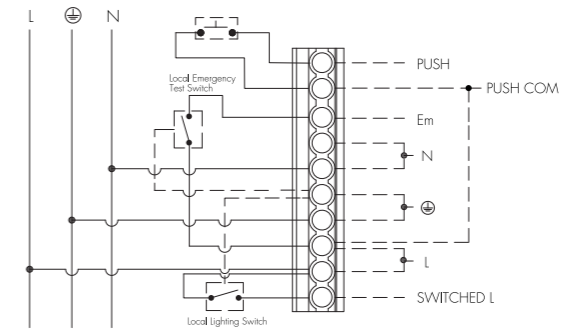 L N
PUSH
PUSH COM
Local Emergency
Test Switch
Em
N
L
SWITCHED L
Local Lighting Switch